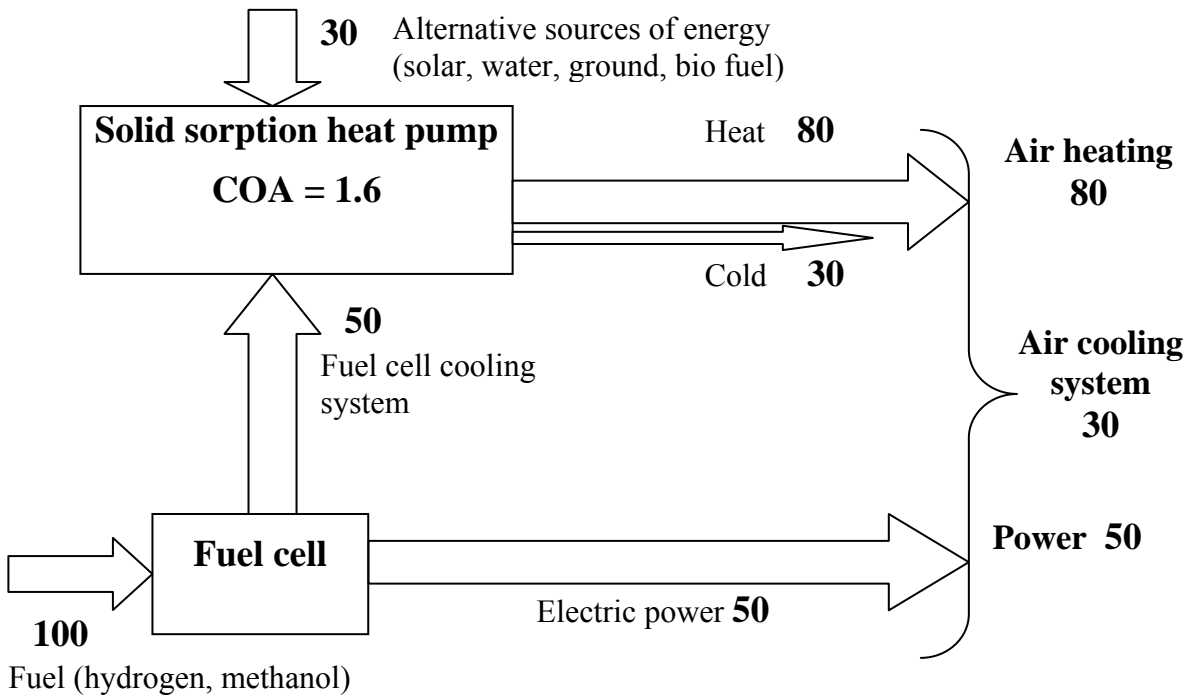 30 Alternative sources of energy
(solar, water, ground, bio fuel)
Solid sorption heat pump
COA = 1.6
Heat 80
Cold 30
Air heating
80
50
Fuel cell cooling
system
Air cooling
system
30
Fuel cell
Electric power 50
Power 50
100
Fuel (hydrogen, methanol)